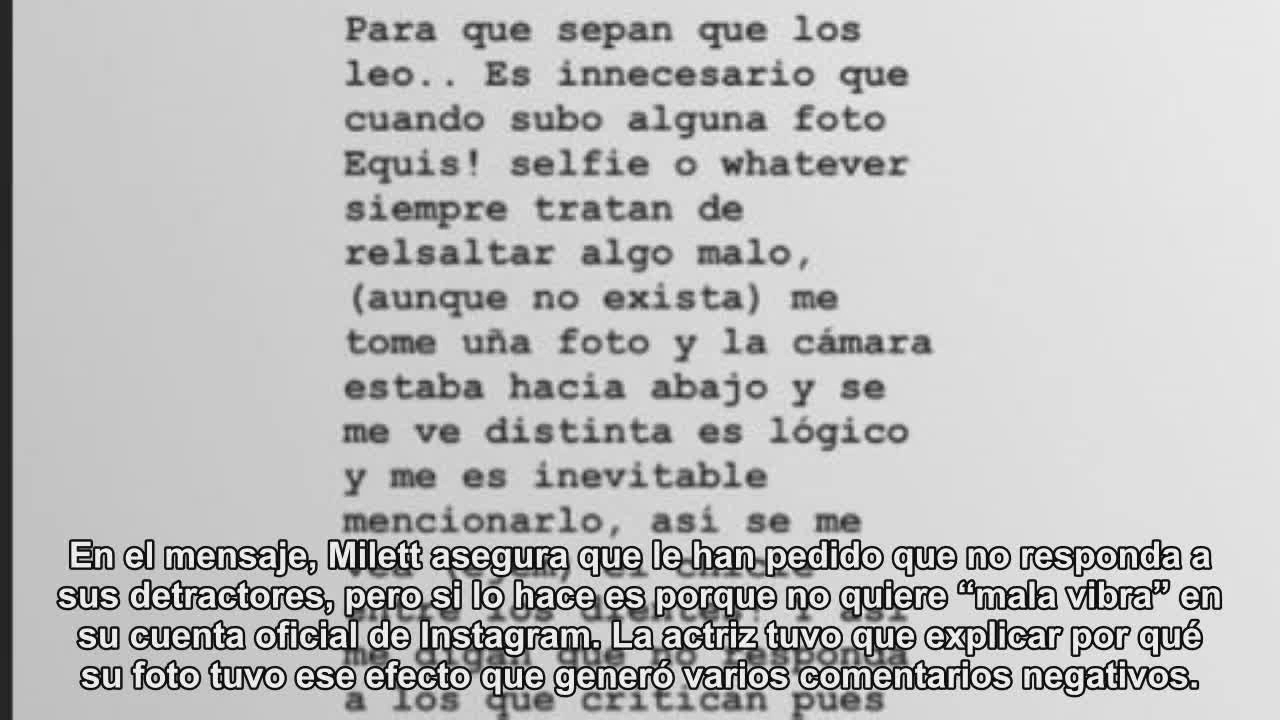 Para que sepan que los
leo.. Es innecesario que
cuando subo alguna foto
Equis! selfie o whatever
siempre tratan de
relsaltar algo malo,
(aunque no exista) me
tome uña foto y la cámara
estaba hacia abajo y se
me ve distinta es lógico
y me es inevitable
mencionarlo, así se me
En el mensaje, Milett asegura que le han pedido que no responda a
sus detractores, pero si lo hace es porque no quiere “mala vibra” en
su cuenta oficial de Instagram. La actriz tuvo que explicar por qué
su foto tuvo ese efecto que generó varios comentarios negativos.
a los que critican pues